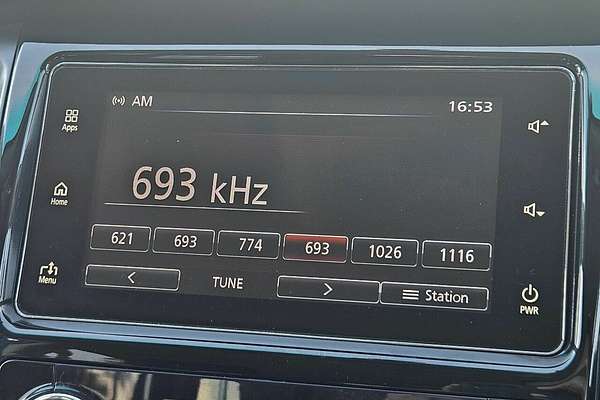 AM 16:53
Apps
693 kHz
Home
621 693 774 693 1026 1116
Menu
< TUNE > Station
PWR